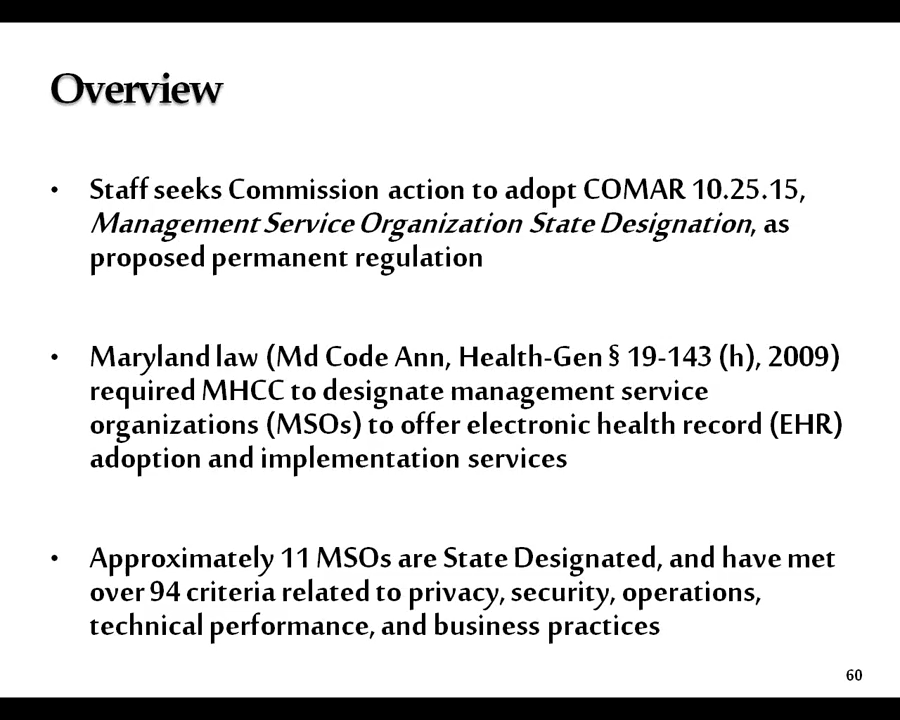 Overview
• Staff seeks Commission action to adopt COMAR 10.25.15,
Management Service Organization State Designation, as
proposed permanent regulation
• Maryland law (Md Code Ann, Health-Gen § 19-143 (h), 2009)
required MHCC to designate management service
organizations (MSOs) to offer electronic health record (EHR)
adoption and implementation services
• Approximately 11 MSOs are State Designated, and have met
over 94 criteria related to privacy, security, operations,
technical performance, and business practices
60